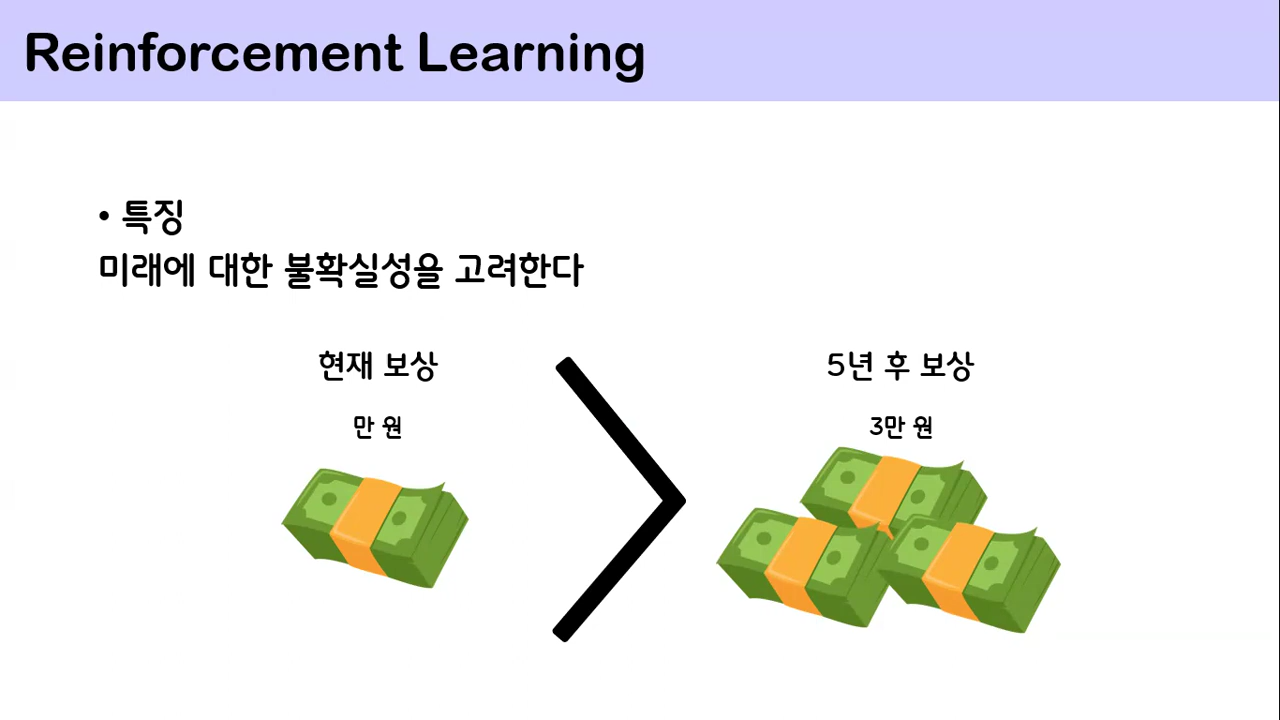 Reinforcement Learning
• 특징
미래에 대한 불확실성을 고려한다
현재 보상
5년 후 보상
만 원
3만 원